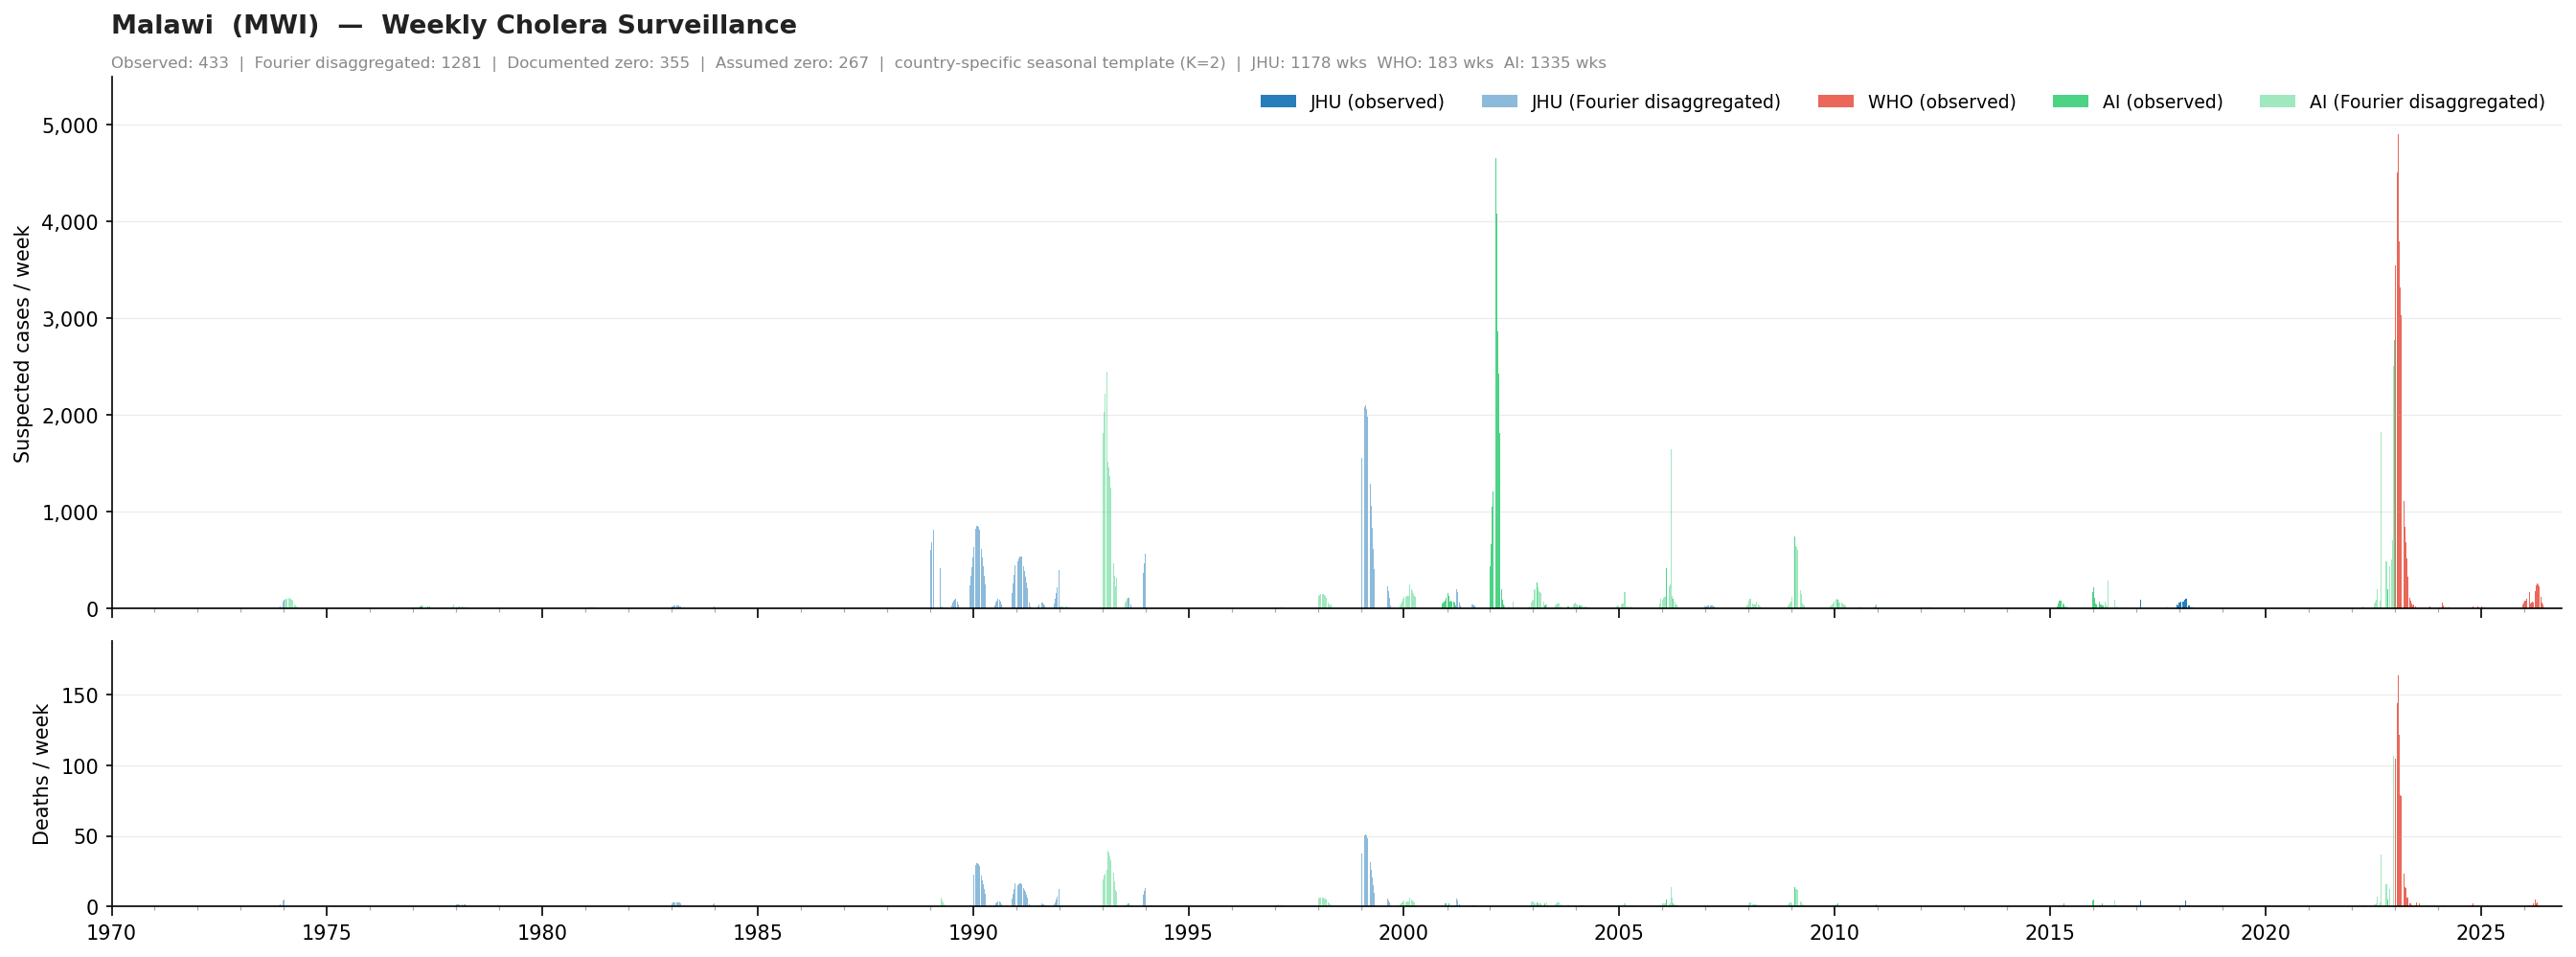 Malawi (MWI) — Weekly Cholera Surveillance
Observed: 433 | Fourier disaggregated: 1281 | Documented zero: 355 | Assumed zero: 267 | country-specific seasonal template (K=2) | JHU: 1178 wks WHO: 183 wks AI: 1335 wks
JHU (observed) JHU (Fourier disaggregated) WHO (observed) AI (observed) AI (Fourier disaggregated)
Suspected cases / week
5,000
4,000
3,000
2,000
1,000
0
Deaths / week
150
100
50
0
1970 1975 1980 1985 1990 1995 2000 2005 2010 2015 2020 2025